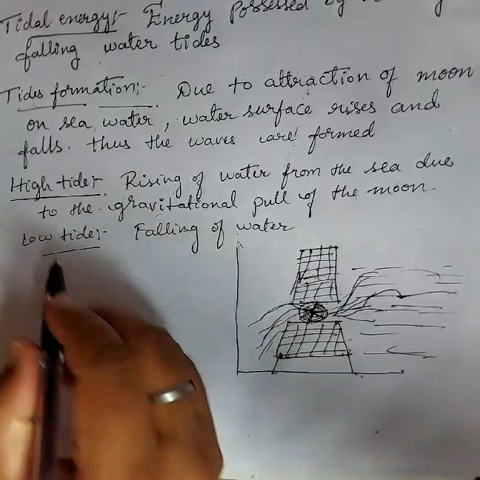 Tidal energy:- Energy Possessed by
falling water tides
Tides formation:- Due to attraction of moon
on sea water, water surface rises and
falls. thus the waves are formed
High tide:- Rising of water from the sea due
to the gravitational pull of the moon.
Low tide:- Falling of water